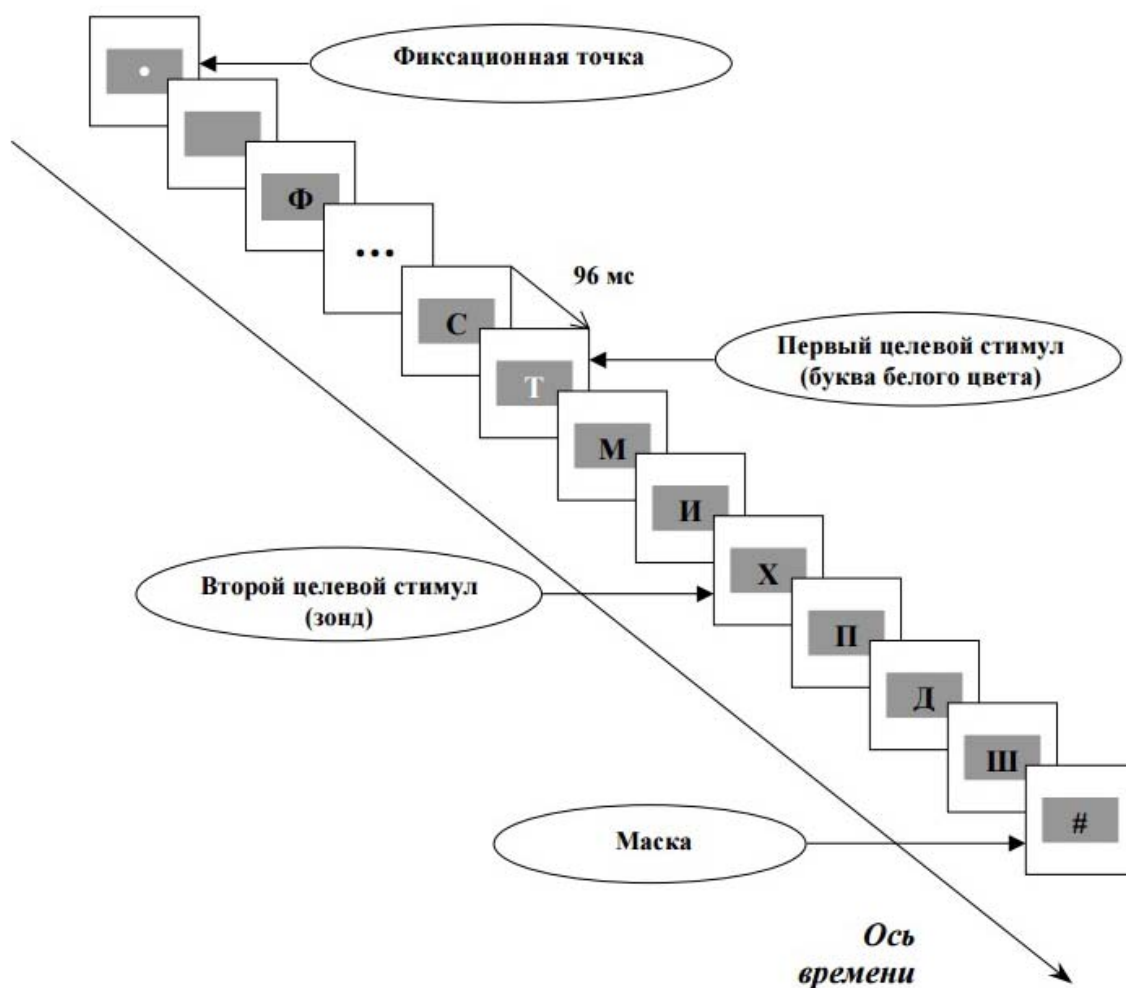 Фиксационная точка
Ф
...
С
96 мс
Т
Первый целевой стимул
(буква белого цвета)
М
И
Х
Второй целевой стимул
(зонд)
П
Д
Ш
#
Маска
Ось
времени